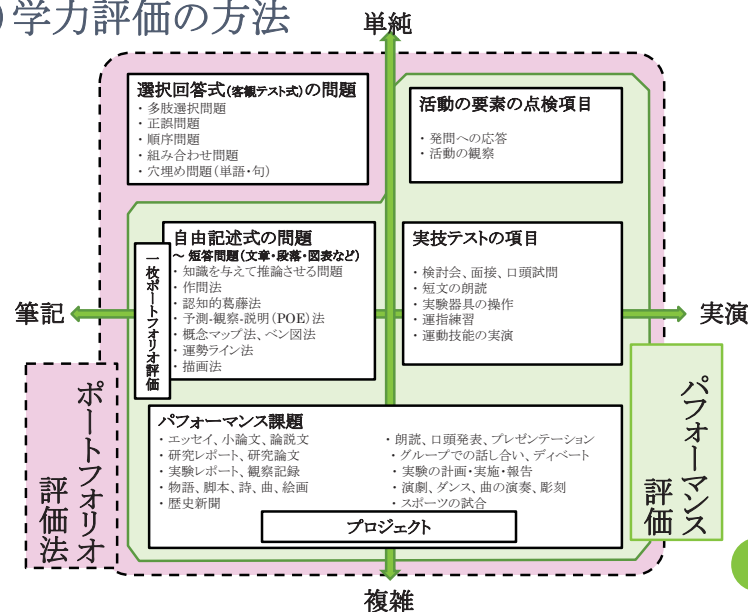 学力評価の方法
単純
選択回答式(客観テスト式)の問題
・多肢選択問題
・正誤問題
・順序問題
・組み合わせ問題
・穴埋め問題(単語・句)
活動の要素の点検項目
・発問への応答
・活動の観察
自由記述式の問題
～ 短答問題(文章・段落・図表など)
・知識を与えて推論させる問題
・作問法
・認知的葛藤法
・予測-観察-説明(POE)法
・概念マップ法、ベン図法
・運勢ライン法
・描画法
一枚ポートフォリオ評価
実技テストの項目
・検討会、面接、口頭試問
・短文の朗読
・実験器具の操作
・運指練習
・運動技能の実演
筆記
実演
パフォーマンス課題
・エッセイ、小論文、論説文
・研究レポート、研究論文
・実験レポート、観察記録
・物語、脚本、詩、曲、絵画
・歴史新聞
・朗読、口頭発表、プレゼンテーション
・グループでの話し合い、ディベート
・実験の計画・実施・報告
・演劇、ダンス、曲の演奏、彫刻
・スポーツの試合
プロジェクト
ポートフォリオ
評価法
パフォーマンス
評価
複雑